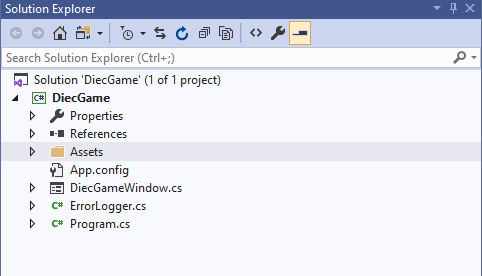 Solution Explorer
Search Solution Explorer (Ctrl+;)
Solution 'DiecGame' (1 of 1 project)
C# DiecGame
Properties
References
Assets
App.config
DiecGameWindow.cs
C# ErrorLogger.cs
C# Program.cs